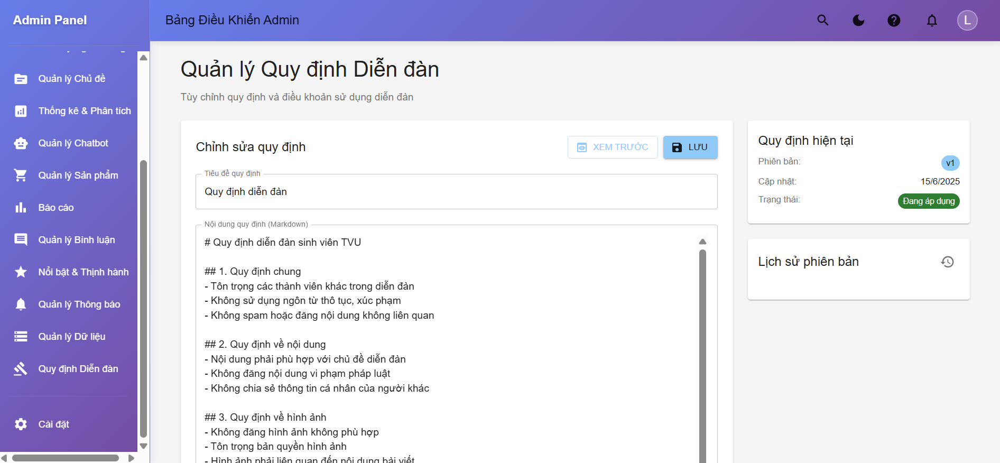 Admin Panel
Quản lý Chủ đề
Thống kê & Phân tích
Quản lý Chatbot
Quản lý Sản phẩm
Báo cáo
Quản lý Bình luận
Nổi bật & Thịnh hành
Quản lý Thông báo
Quản lý Dữ liệu
Quy định Diễn đàn
Cài đặt
Bảng Điều Khiển Admin
L
Quản lý Quy định Diễn đàn
Tùy chỉnh quy định và điều khoản sử dụng diễn đàn
Chỉnh sửa quy định
XEM TRƯỚC
LƯU
Tiêu đề quy định
Quy định diễn đàn
Nội dung quy định (Markdown)
# Quy định diễn đàn sinh viên TVU
## 1. Quy định chung
- Tôn trọng các thành viên khác trong diễn đàn
- Không sử dụng ngôn từ thô tục, xúc phạm
- Không spam hoặc đăng nội dung không liên quan
## 2. Quy định về nội dung
- Nội dung phải phù hợp với chủ đề diễn đàn
- Không đăng nội dung vi phạm pháp luật
- Không chia sẻ thông tin cá nhân của người khác
## 3. Quy định về hình ảnh
- Không đăng hình ảnh không phù hợp
- Tôn trọng bản quyền hình ảnh
- Hình ảnh phải liên quan đến nội dung bài viết
Quy định hiện tại
Phiên bản:
v1
Cập nhật:
15/6/2025
Trạng thái:
Đang áp dụng
Lịch sử phiên bản